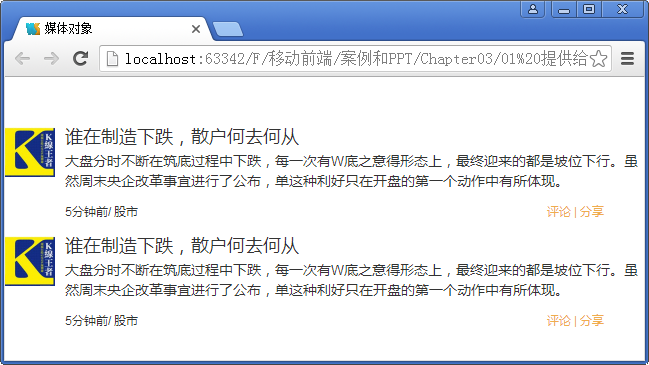 媒体对象
localhost:63342/F/移动前端/案例和PPT/Chapter03/01%20提供给
K線王者
谁在制造下跌，散户何去何从
大盘分时不断在筑底过程中下跌，每一次有W底之意得形态上，最终迎来的都是坡位下行。虽
然周末央企改革事宜进行了公布，单这种利好只在开盘的第一个动作中有所体现。
5分钟前/ 股市 评论 | 分享
K線王者
谁在制造下跌，散户何去何从
大盘分时不断在筑底过程中下跌，每一次有W底之意得形态上，最终迎来的都是坡位下行。虽
然周末央企改革事宜进行了公布，单这种利好只在开盘的第一个动作中有所体现。
5分钟前/ 股市 评论 | 分享